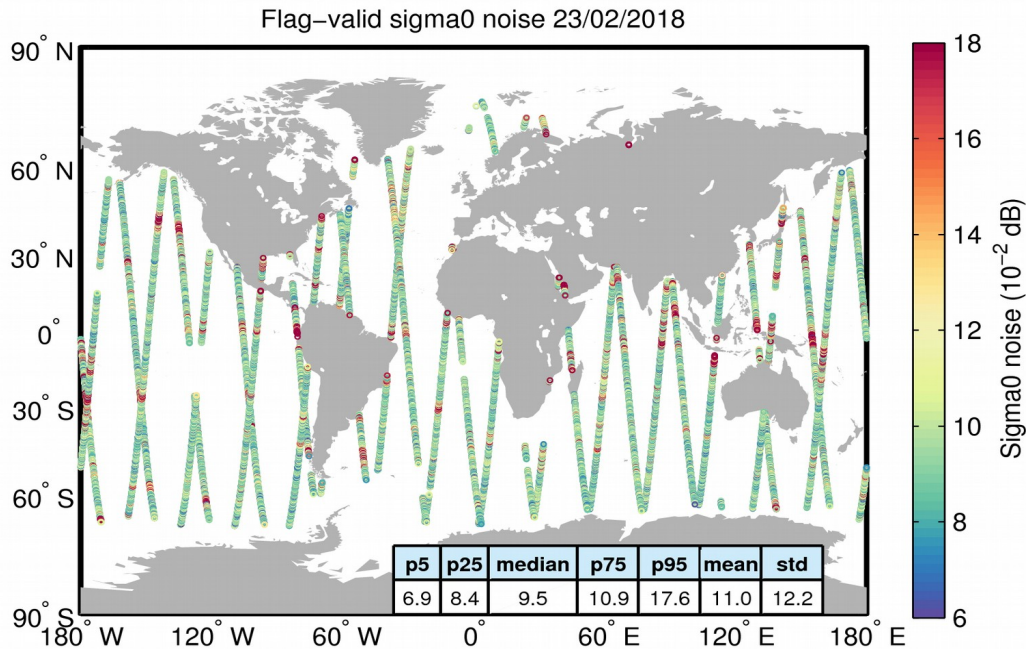 Flag-valid sigma0 noise 23/02/2018
90° N
60° N
30° N
0°
30° S
60° S
90° S
180° W
120° W
60° W
0°
60° E
120° E
180° E
p5 p25 median p75 p95 mean std
6.9 8.4 9.5 10.9 17.6 11.0 12.2
18
16
14
12
10
8
6
Sigma0 noise (10⁻² dB)